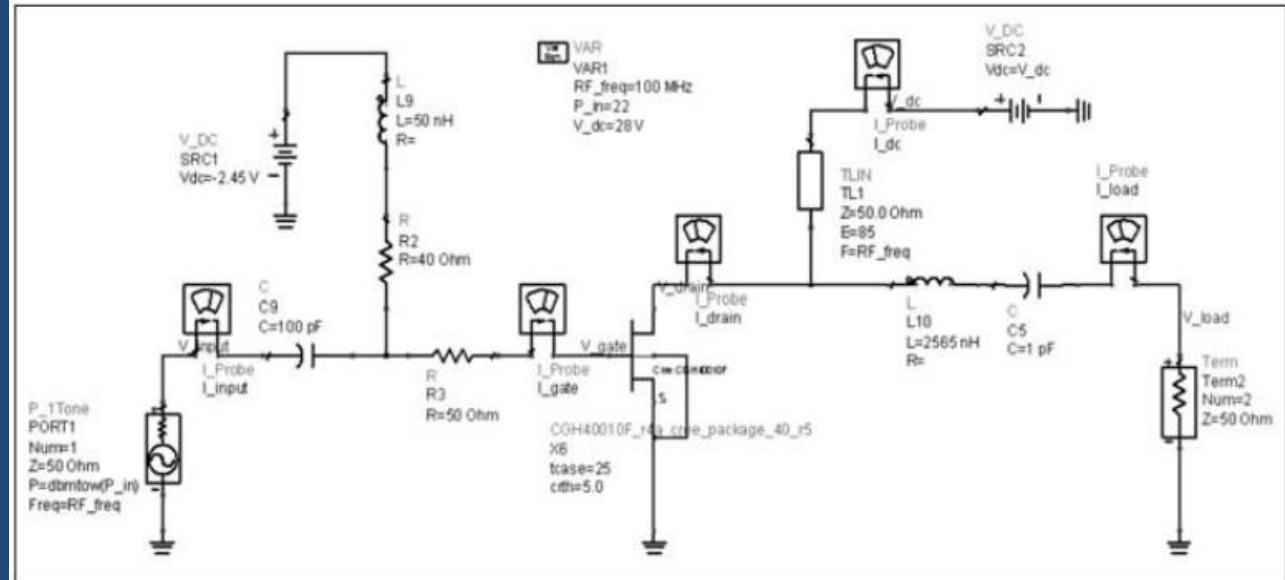 VAR
VAR1
RF_freq=100 MHz
P_in=22
V_dc=28 V
V_DC
SRC2
Vdc=V_dc
V_dc
I_Probe
I_dc
L
L9
L=50 nH
R=
V_DC
SRC1
Vdc=-2.45 V
TLIN
TL1
Z=50.0 Ohm
E=85
F=RF_freq
I_Probe
I_load
R
R2
R=40 Ohm
C
C9
C=100 pF
V_input
I_Probe
I_input
R
R3
R=50 Ohm
I_Probe
I_gate
V_gate
V_drain
I_Probe
I_drain
L
L10
L=2565 nH
R=
C
C5
C=1 pF
V_load
Term
Term2
Num=2
Z=50 Ohm
P_1Tone
PORT1
Num=1
Z=50 Ohm
P=dbmtow(P_in)
Freq=RF_freq
S
CGH40010F_r4a_cree_package_40_r5
X6
tcase=25
crth=5.0